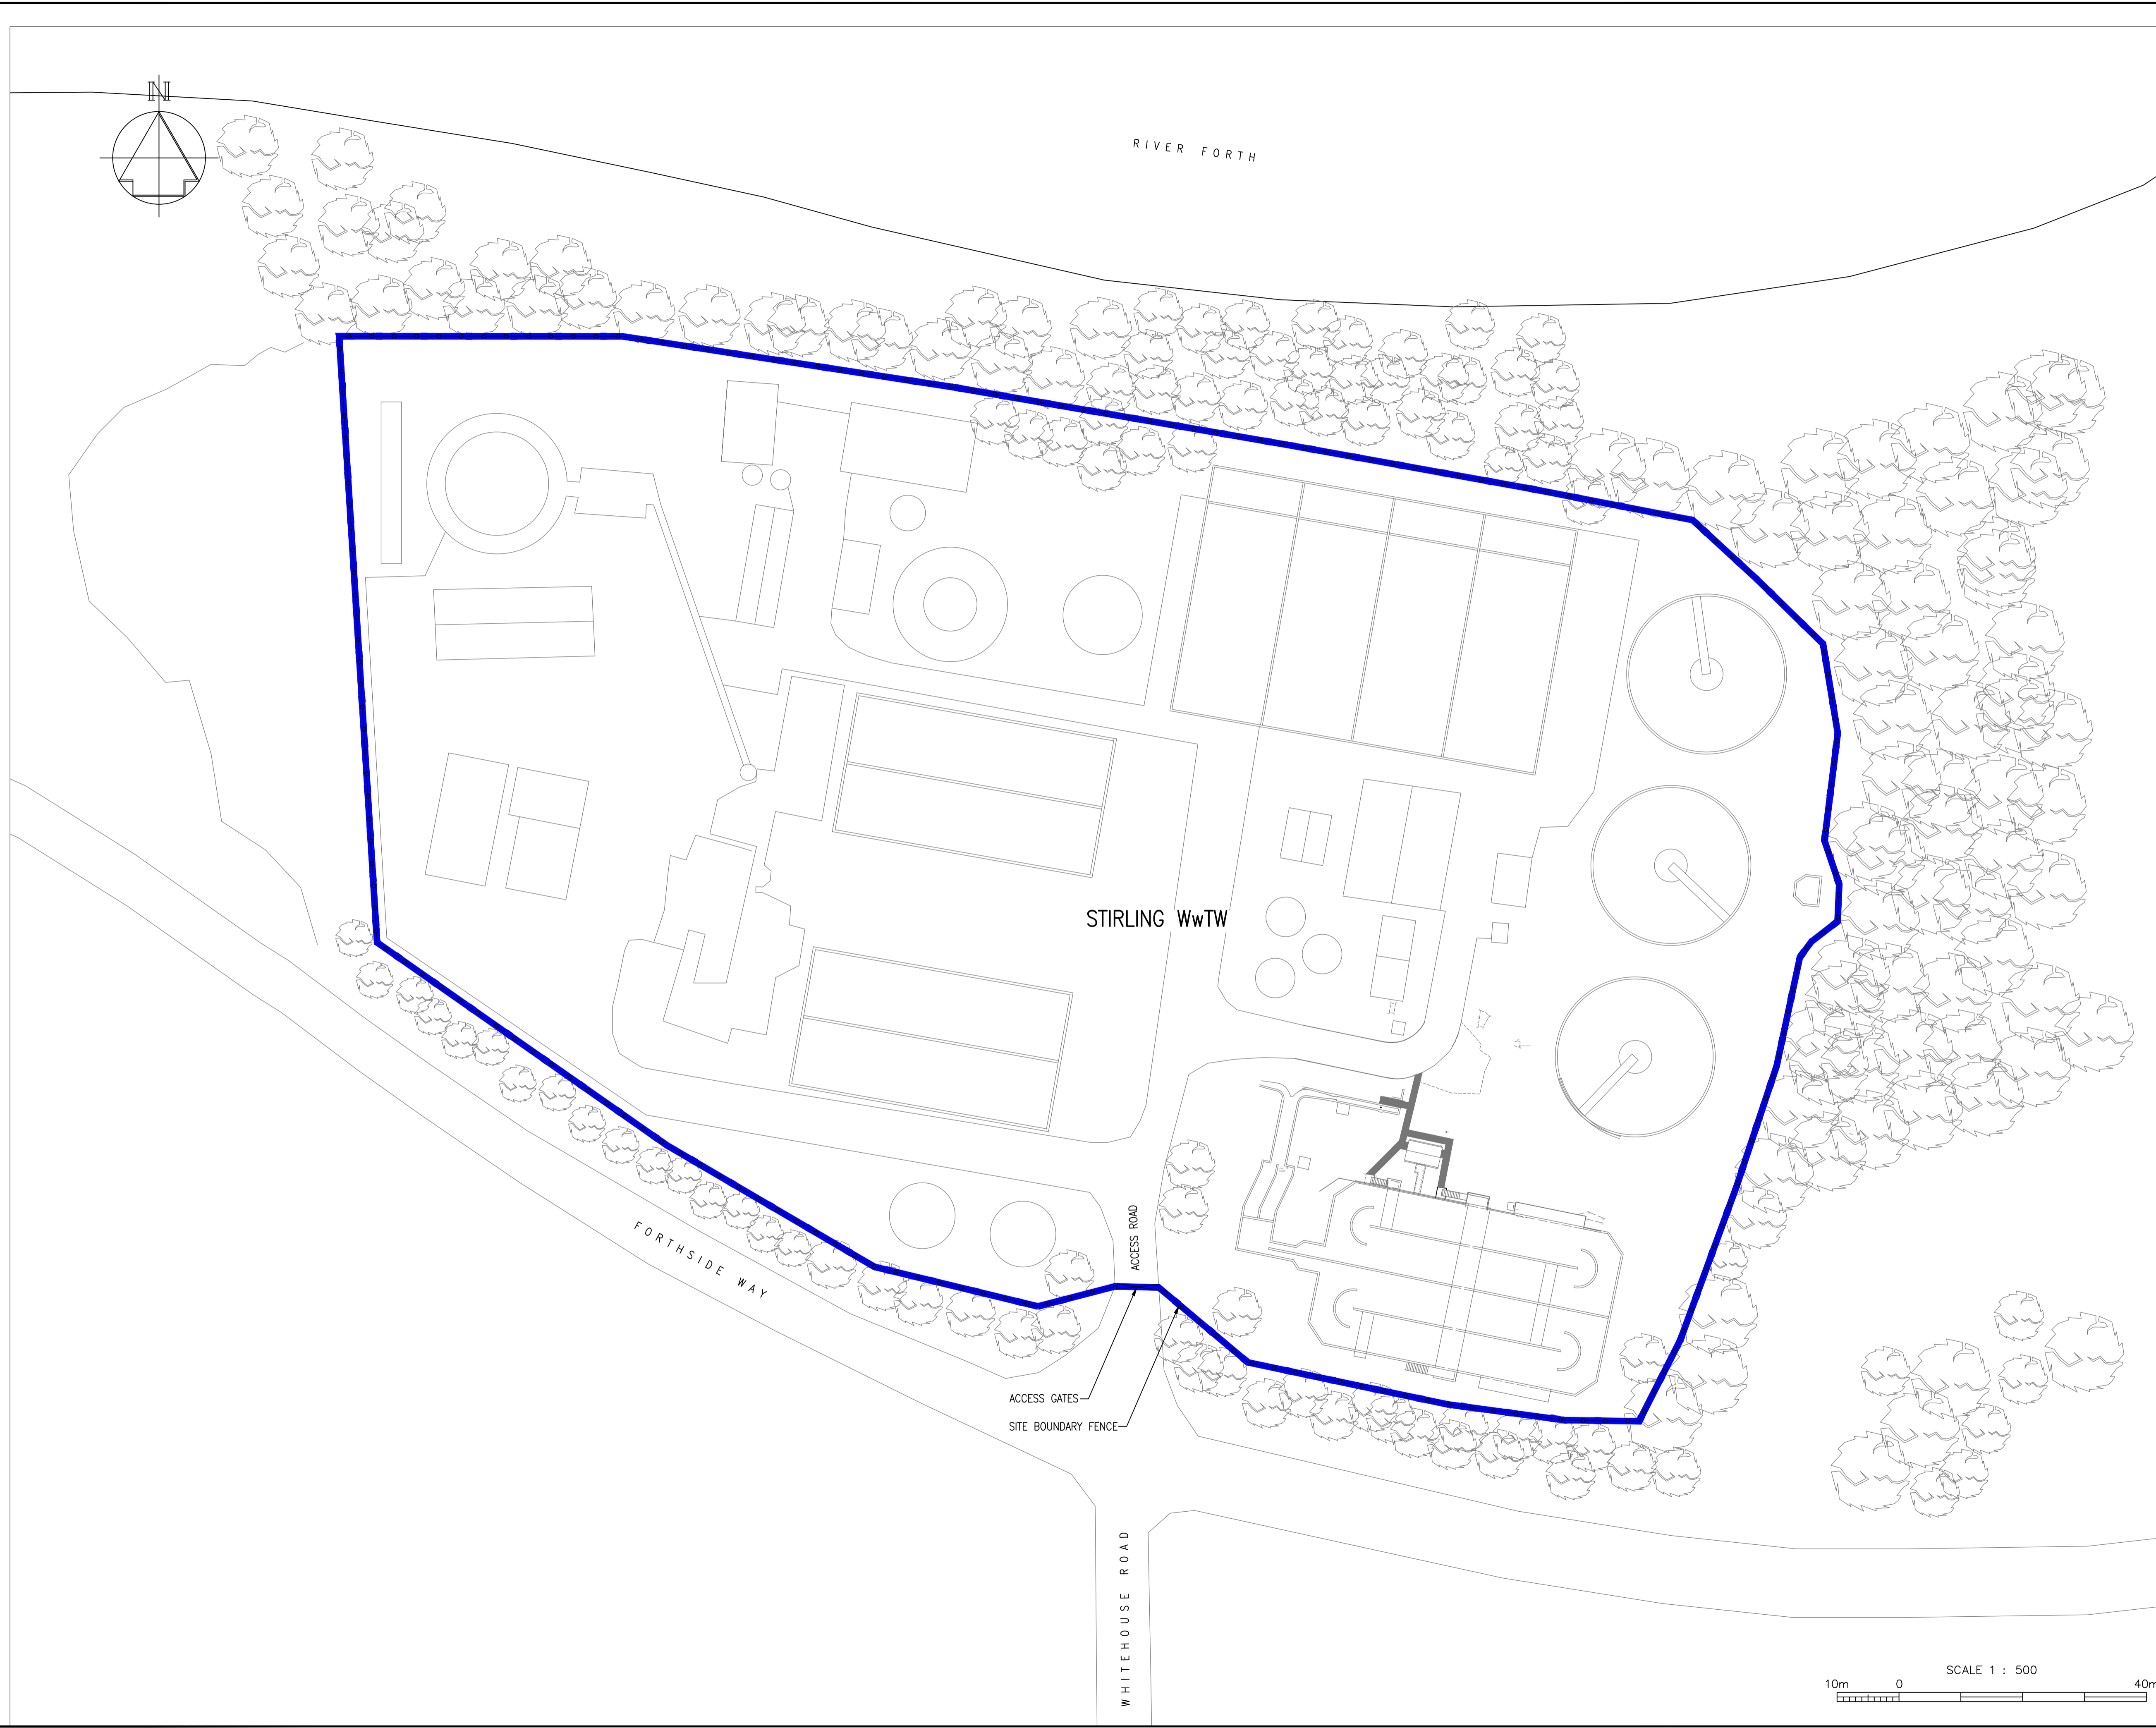 N
RIVER FORTH
STIRLING WwTW
ACCESS ROAD
FORTHSIDE WAY
ACCESS GATES
SITE BOUNDARY FENCE
WHITEHOUSE ROAD
SCALE 1 : 500
10m 0 40m